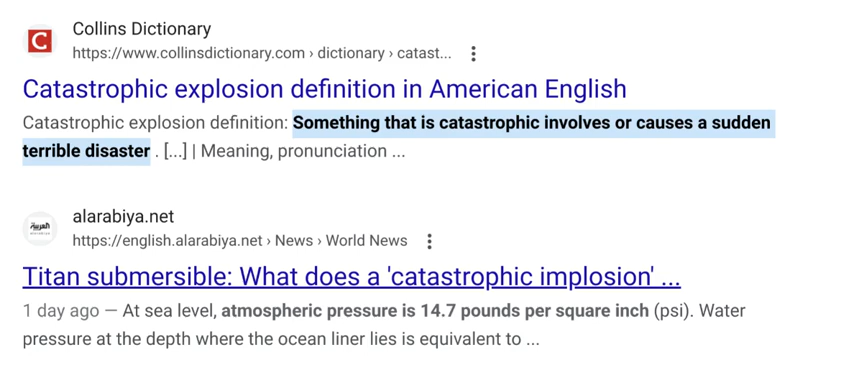 Collins Dictionary
https://www.collinsdictionary.com › dictionary › catast...
Catastrophic explosion definition in American English
Catastrophic explosion definition: Something that is catastrophic involves or causes a sudden
terrible disaster . [...] | Meaning, pronunciation ...
alarabiya.net
https://english.alarabiya.net › News › World News
Titan submersible: What does a 'catastrophic implosion' ...
1 day ago — At sea level, atmospheric pressure is 14.7 pounds per square inch (psi). Water
pressure at the depth where the ocean liner lies is equivalent to ...